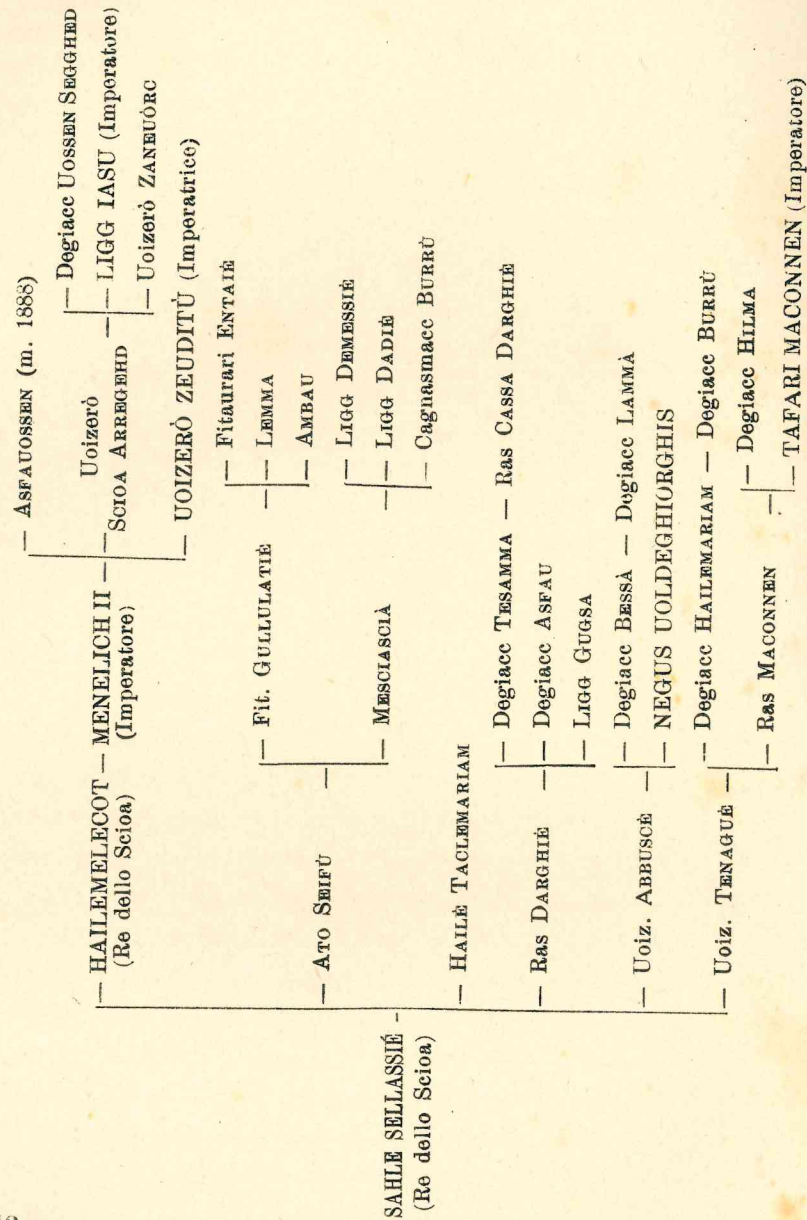 SAHLE SELLASSIÉ
(Re dello Scioa)
HAILEMELECOT — MENELICH II
(Re dello Scioa) (Imperatore)
ASFAUOSSEN (m. 1888)
Uoizerò
SCIOA ARREGEHD
Degiacc UOSSEN SEGGHED
LIGG IASU (Imperatore)
Uoizerò ZANEUÒRC
UOIZERÒ ZEUDITÙ (Imperatrice)
ATO SEIFÙ
Fit. GULLULATIÈ
Fitaurari ENTAIÈ
LEMMA
AMBAU
MESCIASCIÀ
LIGG DEMESSIÈ
LIGG DADIÈ
Cagnasmacc BURRÙ
HAILÈ TACLEMARIAM
Ras DARGHIÈ
Degiacc TESAMMA — Ras CASSA DARGHIÈ
Degiacc ASFAU
LIGG GUGSA
Uoiz. ABBUSCÈ
Degiacc BESSÀ — Degiacc LAMMÀ
NEGUS UOLDEGHIORGHIS
Uoiz. TENAGUÈ
Degiacc HAILEMARIAM — Degiacc BURRÙ
Ras MACONNEN
Degiacc HILMA
TAFARI MACONNEN (Imperatore)